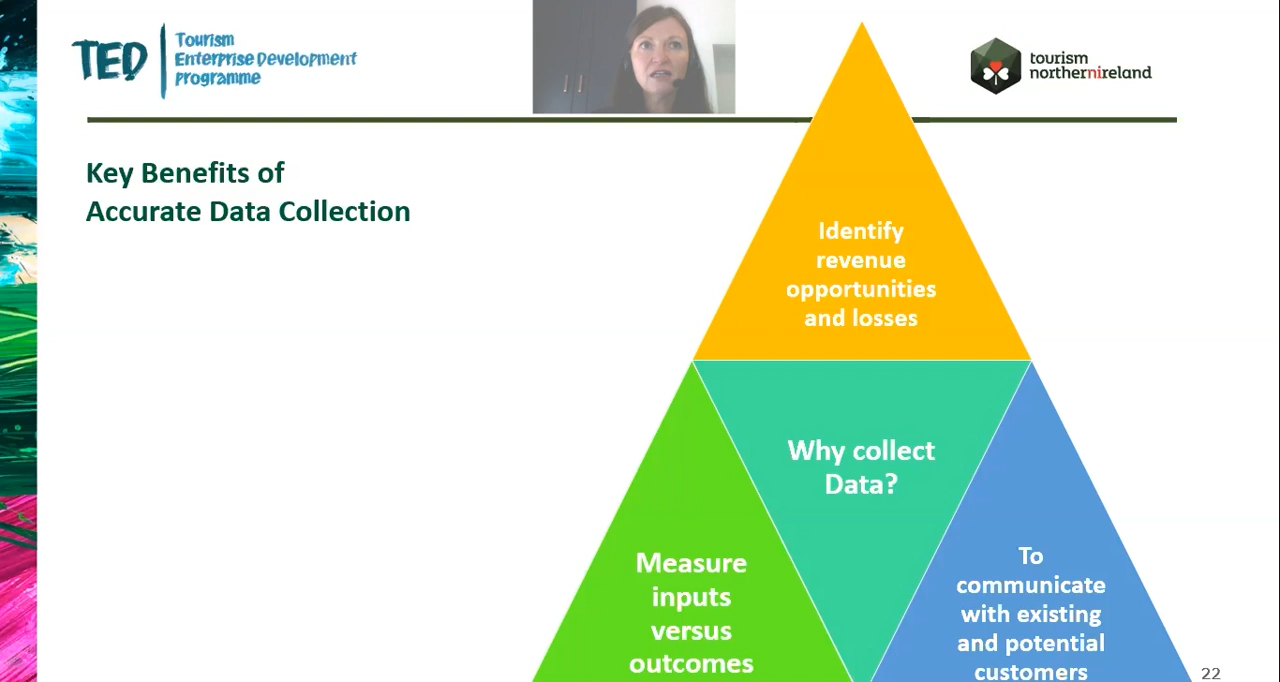 TED
Tourism
Enterprise Development
programme
tourism
northernireland
Key Benefits of
Accurate Data Collection
Identify
revenue
opportunities
and losses
Why collect
Data?
Measure
inputs
versus
outcomes
To
communicate
with existing
and potential
customers
22